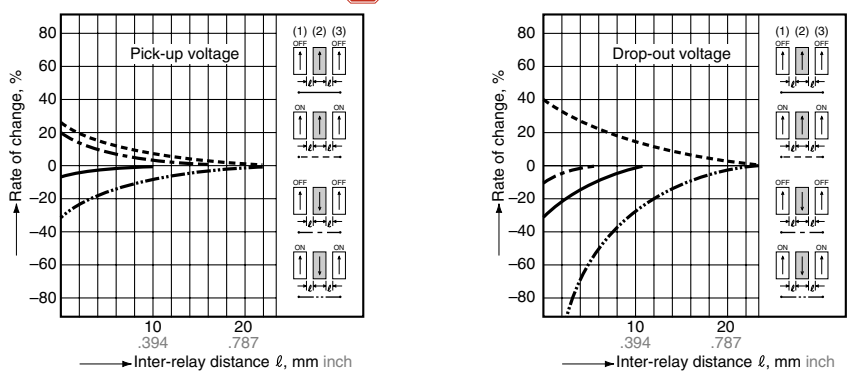 Pick-up voltage
Rate of change, %
80
60
40
20
0
−20
−40
−60
−80
10
20
.394
.787
Inter-relay distance ℓ, mm inch
(1) (2) (3)
OFF OFF
ℓ ℓ
ON ON
ℓ ℓ
OFF OFF
ℓ ℓ
ON ON
ℓ ℓ
Drop-out voltage
Rate of change, %
80
60
40
20
0
−20
−40
−60
−80
10
20
.394
.787
Inter-relay distance ℓ, mm inch
(1) (2) (3)
OFF OFF
ℓ ℓ
ON ON
ℓ ℓ
OFF OFF
ℓ ℓ
ON ON
ℓ ℓ